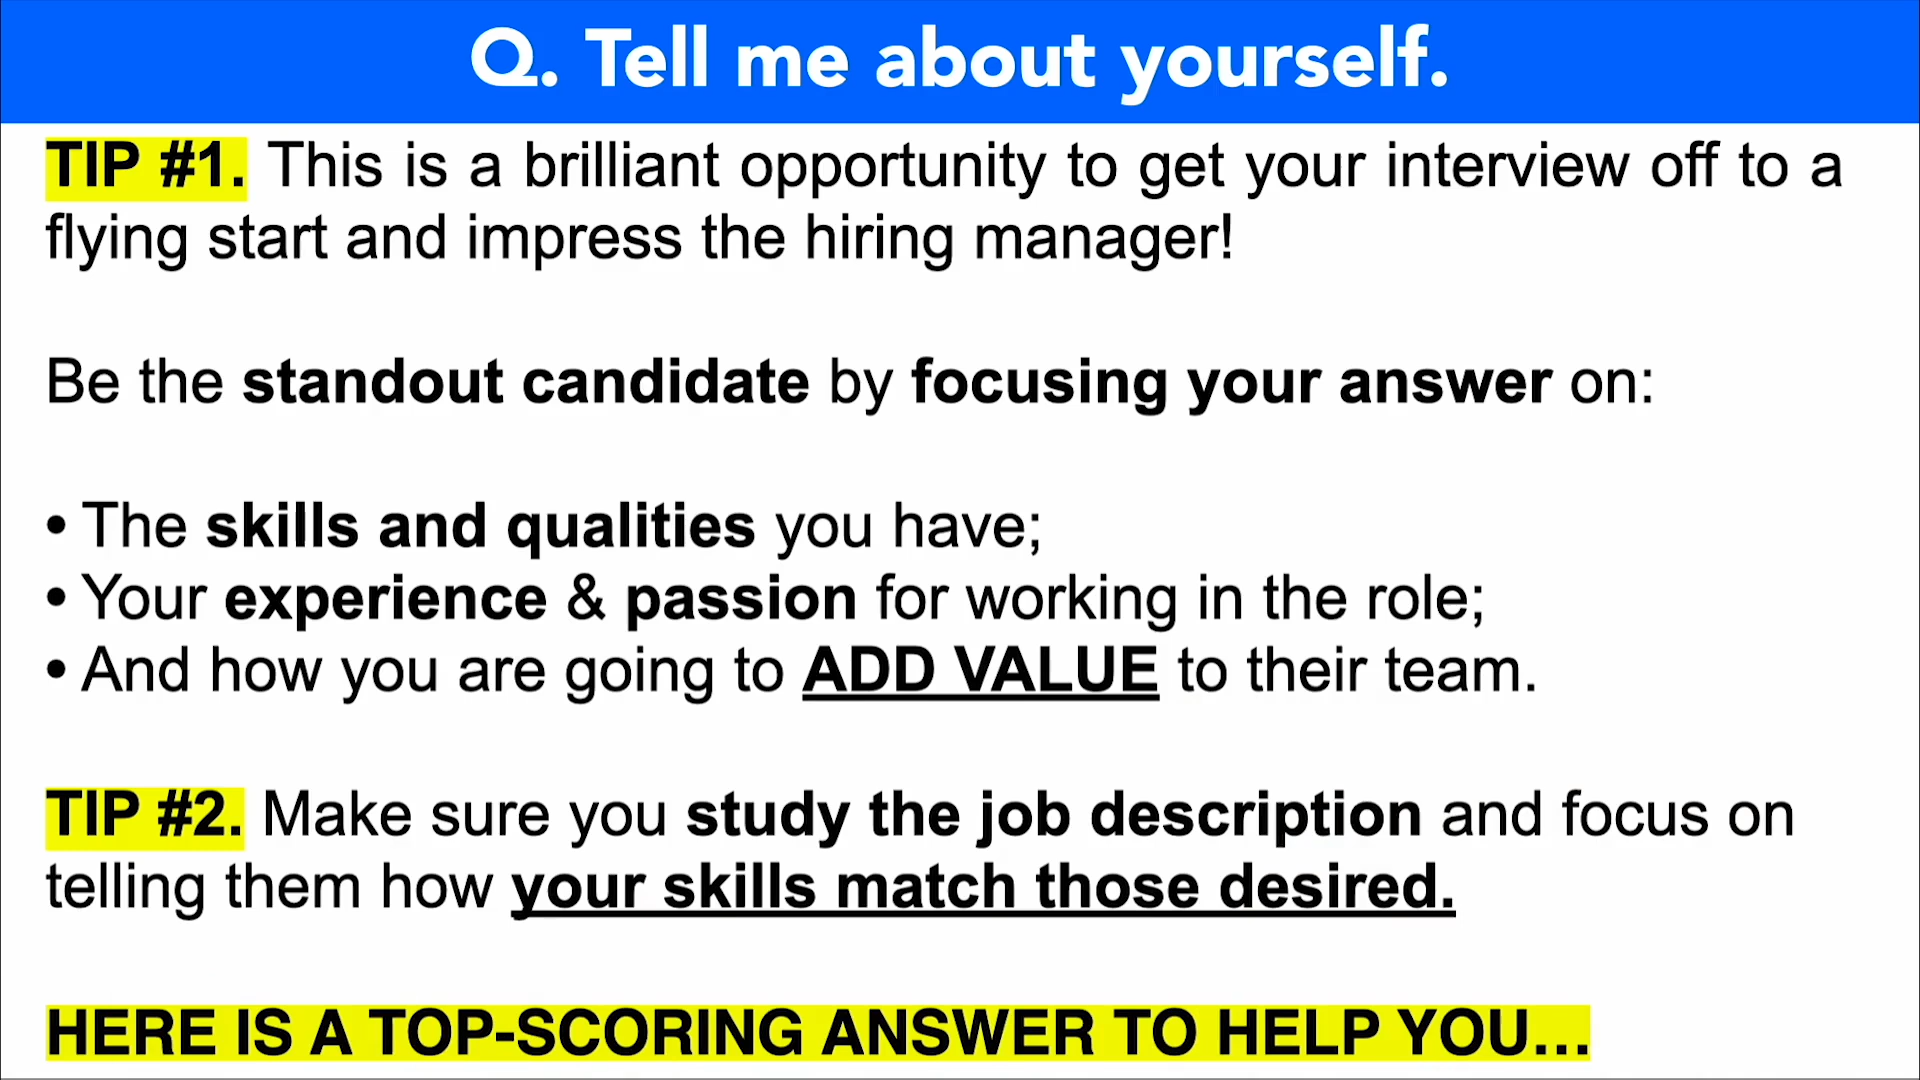 Q. Tell me about yourself.
TIP #1. This is a brilliant opportunity to get your interview off to a
flying start and impress the hiring manager!
Be the standout candidate by focusing your answer on:
• The skills and qualities you have;
• Your experience & passion for working in the role;
• And how you are going to ADD VALUE to their team.
TIP #2. Make sure you study the job description and focus on
telling them how your skills match those desired.
HERE IS A TOP-SCORING ANSWER TO HELP YOU...